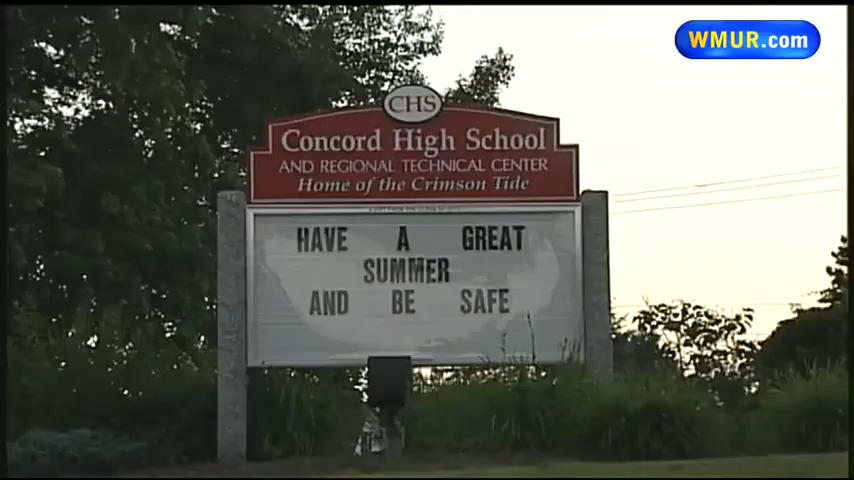 WMUR.com
CHS
Concord High School
AND REGIONAL TECHNICAL CENTER
Home of the Crimson Tide
HAVE A GREAT
SUMMER
AND BE SAFE